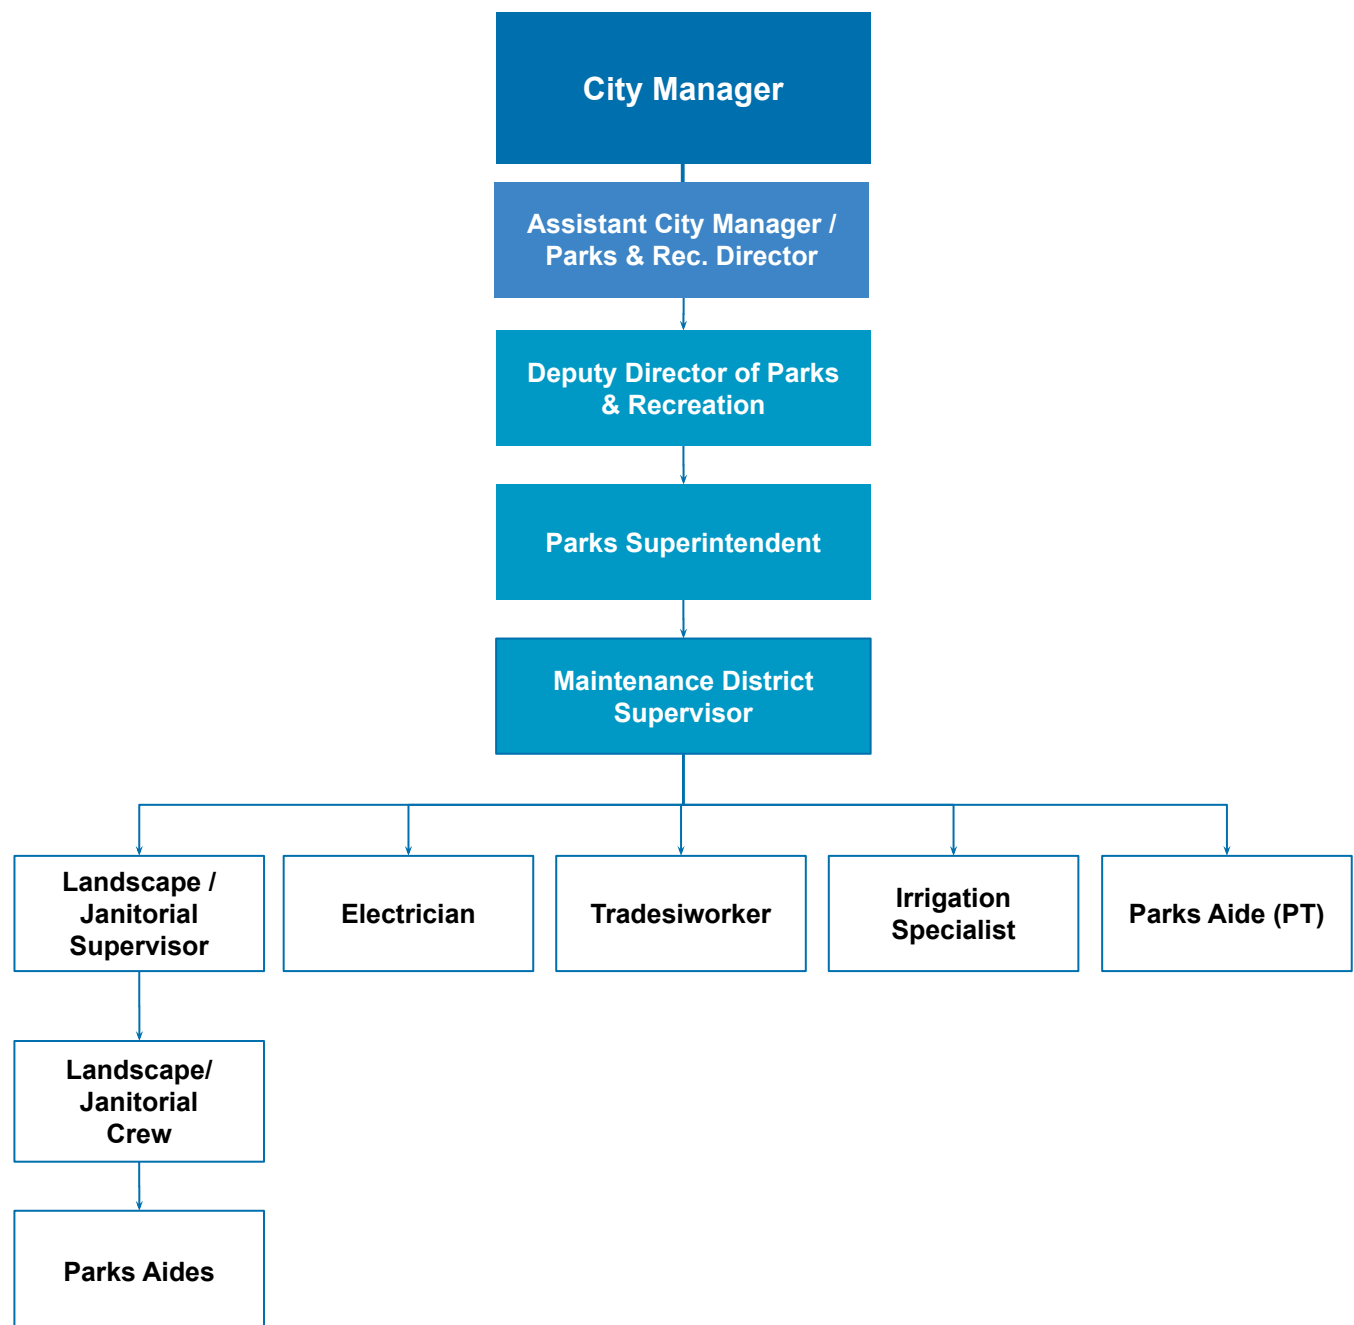 City Manager
Assistant City Manager /
Parks & Rec. Director
Deputy Director of Parks
& Recreation
Parks Superintendent
Maintenance District
Supervisor
Landscape /
Janitorial
Supervisor
Electrician
Tradesiworker
Irrigation
Specialist
Parks Aide (PT)
Landscape/
Janitorial
Crew
Parks Aides